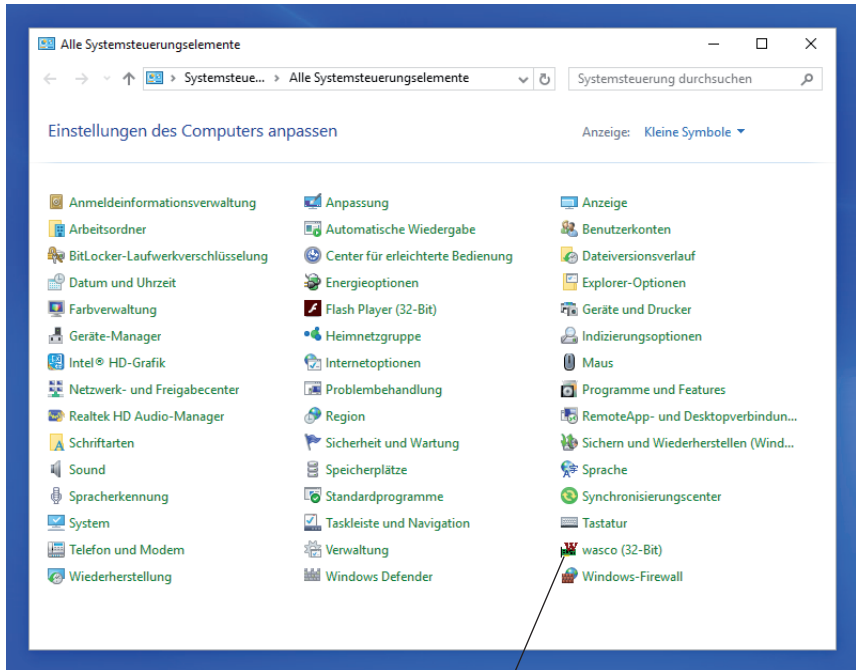 Alle Systemsteuerungselemente
Systemsteue... > Alle Systemsteuerungselemente
Systemsteuerung durchsuchen
Einstellungen des Computers anpassen
Anzeige: Kleine Symbole
Anmeldeinformationsverwaltung
Anpassung
Anzeige
Arbeitsordner
Automatische Wiedergabe
Benutzerkonten
BitLocker-Laufwerkverschlüsselung
Center für erleichterte Bedienung
Dateiversionsverlauf
Datum und Uhrzeit
Energieoptionen
Explorer-Optionen
Farbverwaltung
Flash Player (32-Bit)
Geräte und Drucker
Geräte-Manager
Heimnetzgruppe
Indizierungsoptionen
Intel® HD-Grafik
Internetoptionen
Maus
Netzwerk- und Freigabecenter
Problembehandlung
Programme und Features
Realtek HD Audio-Manager
Region
RemoteApp- und Desktopverbindun...
Schriftarten
Sicherheit und Wartung
Sichern und Wiederherstellen (Wind...
Sound
Speicherplätze
Sprache
Spracherkennung
Standardprogramme
Synchronisierungscenter
System
Taskleiste und Navigation
Tastatur
Telefon und Modem
Verwaltung
wasco (32-Bit)
Wiederherstellung
Windows Defender
Windows-Firewall